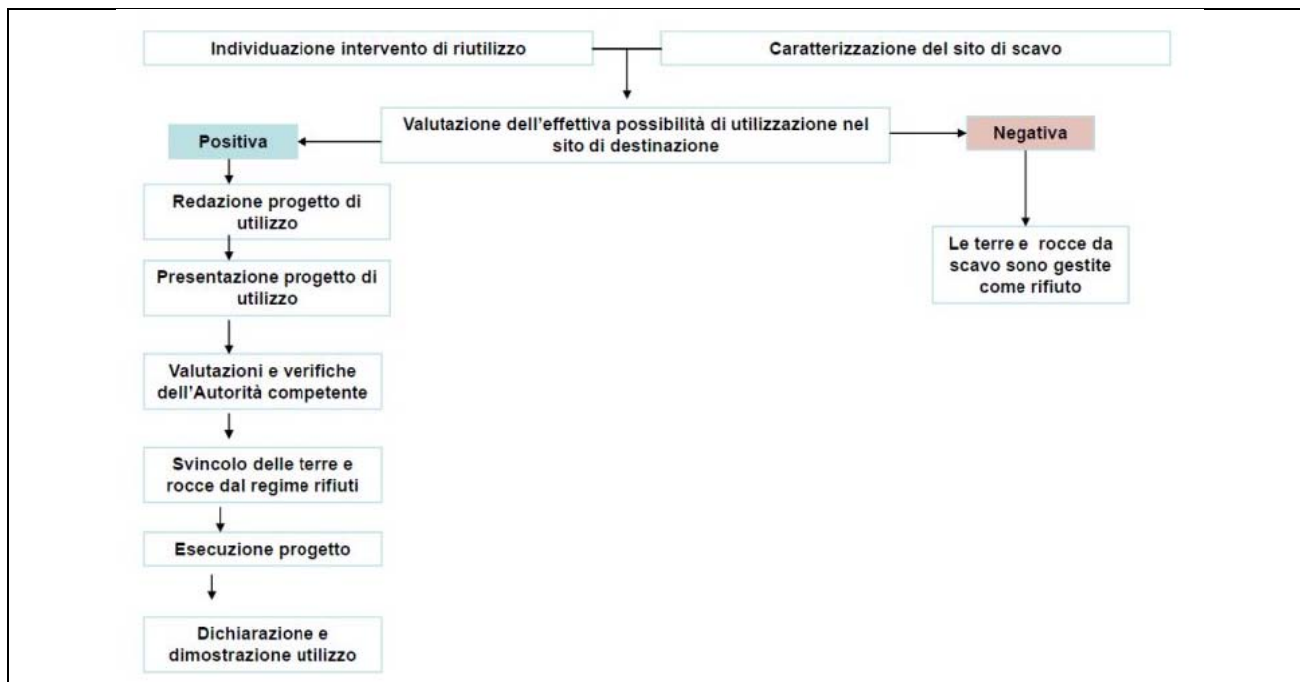 Individuazione intervento di riutilizzo
Caratterizzazione del sito di scavo
Valutazione dell'effettiva possibilità di utilizzazione nel
sito di destinazione
Positiva
Negativa
Redazione progetto di
utilizzo
Le terre e rocce da
scavo sono gestite
come rifiuto
Presentazione progetto di
utilizzo
Valutazioni e verifiche
dell'Autorità competente
Svincolo delle terre e
rocce dal regime rifiuti
Esecuzione progetto
Dichiarazione e
dimostrazione utilizzo